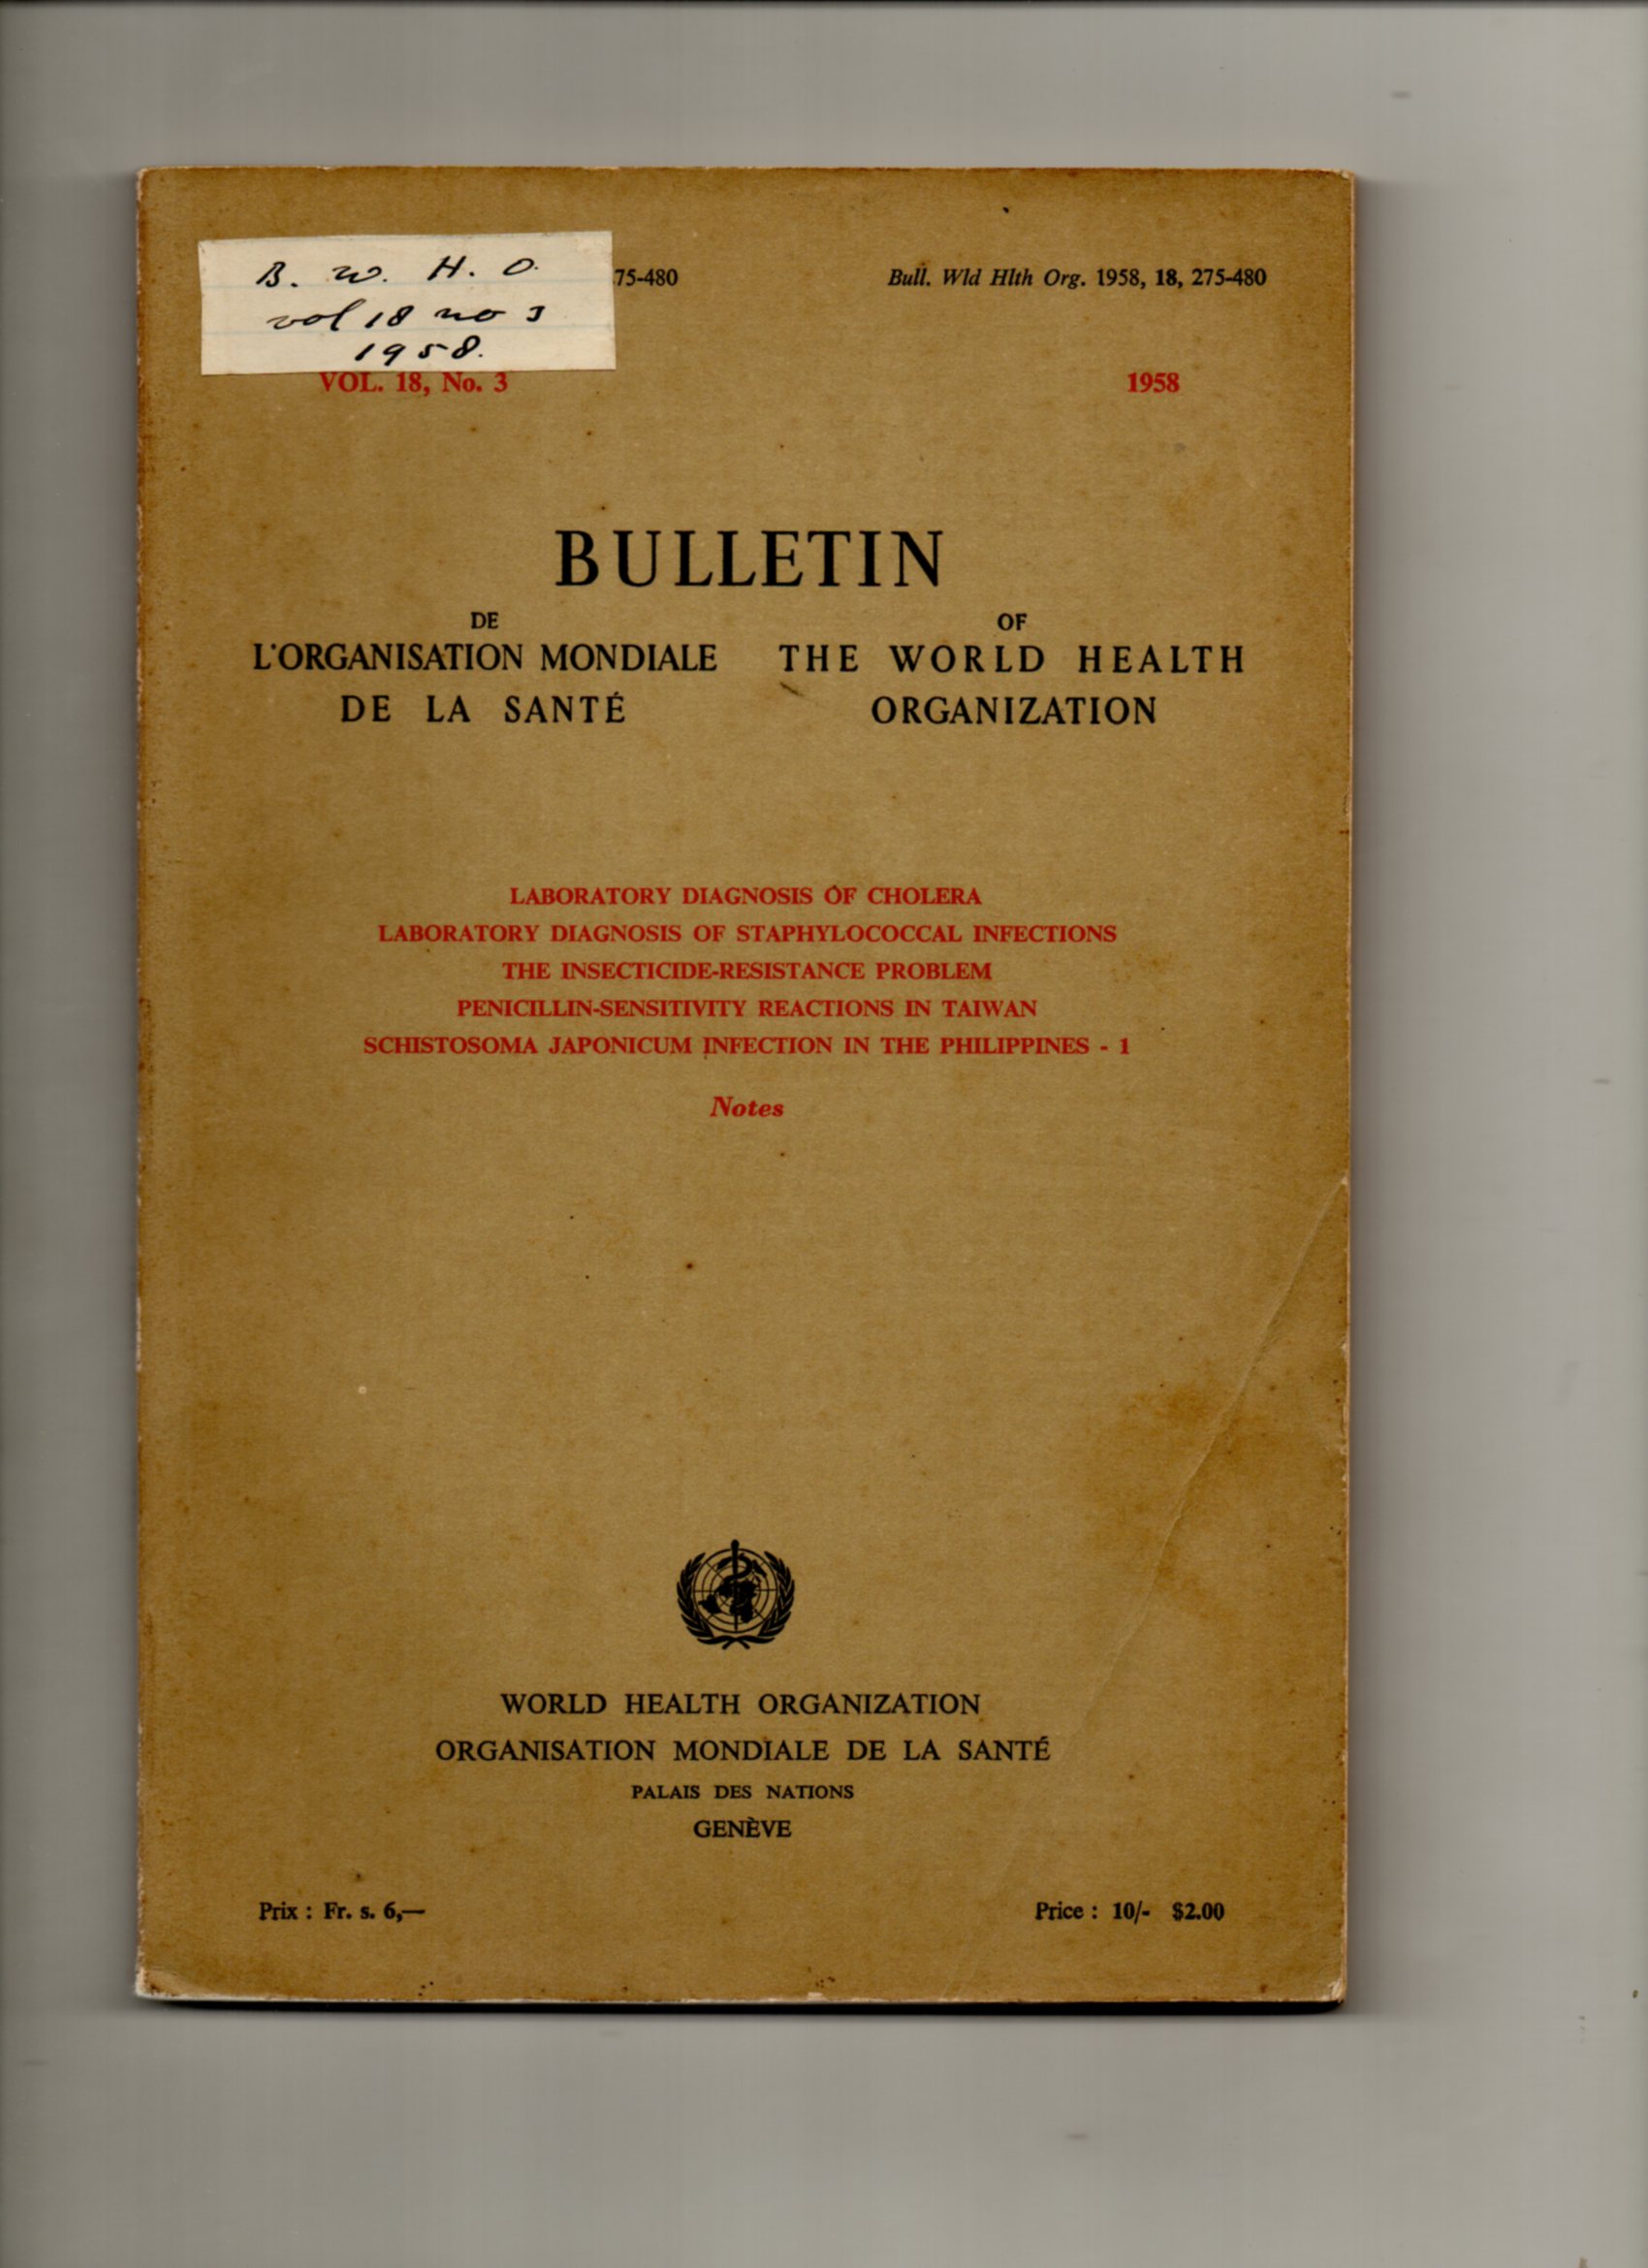 B. W. H. O.
vol 18 no 3
1958.
75-480
Bull. Wld Hlth Org. 1958, 18, 275-480
VOL. 18, No. 3
1958
BULLETIN
DE
L'ORGANISATION MONDIALE
DE LA SANTÉ
OF
THE WORLD HEALTH
ORGANIZATION
LABORATORY DIAGNOSIS OF CHOLERA
LABORATORY DIAGNOSIS OF STAPHYLOCOCCAL INFECTIONS
THE INSECTICIDE-RESISTANCE PROBLEM
PENICILLIN-SENSITIVITY REACTIONS IN TAIWAN
SCHISTOSOMA JAPONICUM INFECTION IN THE PHILIPPINES - 1
Notes
WORLD HEALTH ORGANIZATION
ORGANISATION MONDIALE DE LA SANTÉ
PALAIS DES NATIONS
GENÈVE
Prix : Fr. s. 6,—
Price : 10/- $2.00